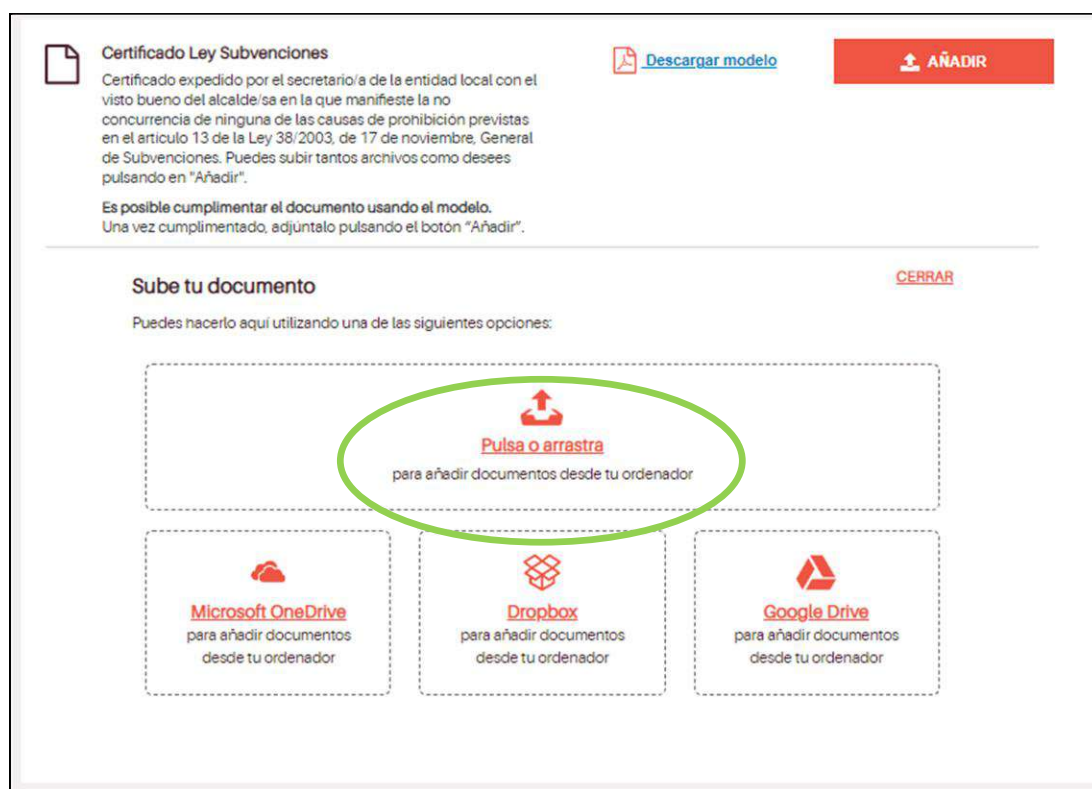 Certificado Ley Subvenciones
Certificado expedido por el secretario/a de la entidad local con el
visto bueno del alcalde/sa en la que manifieste la no
concurrencia de ninguna de las causas de prohibición previstas
en el artículo 13 de la Ley 38/2003, de 17 de noviembre, General
de Subvenciones. Puedes subir tantos archivos como desees
pulsando en "Añadir".
Es posible cumplimentar el documento usando el modelo.
Una vez cumplimentado, adjúntalo pulsando el botón “Añadir”.
Descargar modelo
AÑADIR
Sube tu documento
CERRAR
Puedes hacerlo aquí utilizando una de las siguientes opciones:
Pulsa o arrastra
para añadir documentos desde tu ordenador
Microsoft OneDrive
para añadir documentos
desde tu ordenador
Dropbox
para añadir documentos
desde tu ordenador
Google Drive
para añadir documentos
desde tu ordenador